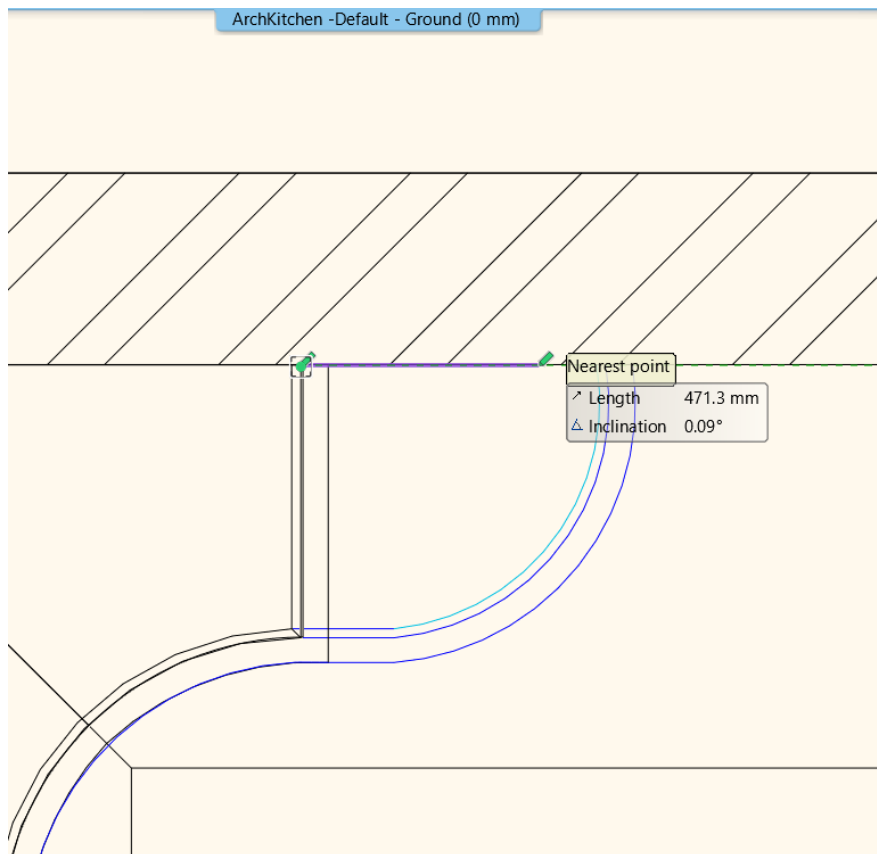 ArchKitchen -Default - Ground (0 mm)
Nearest point
Length 471.3 mm
Inclination 0.09°